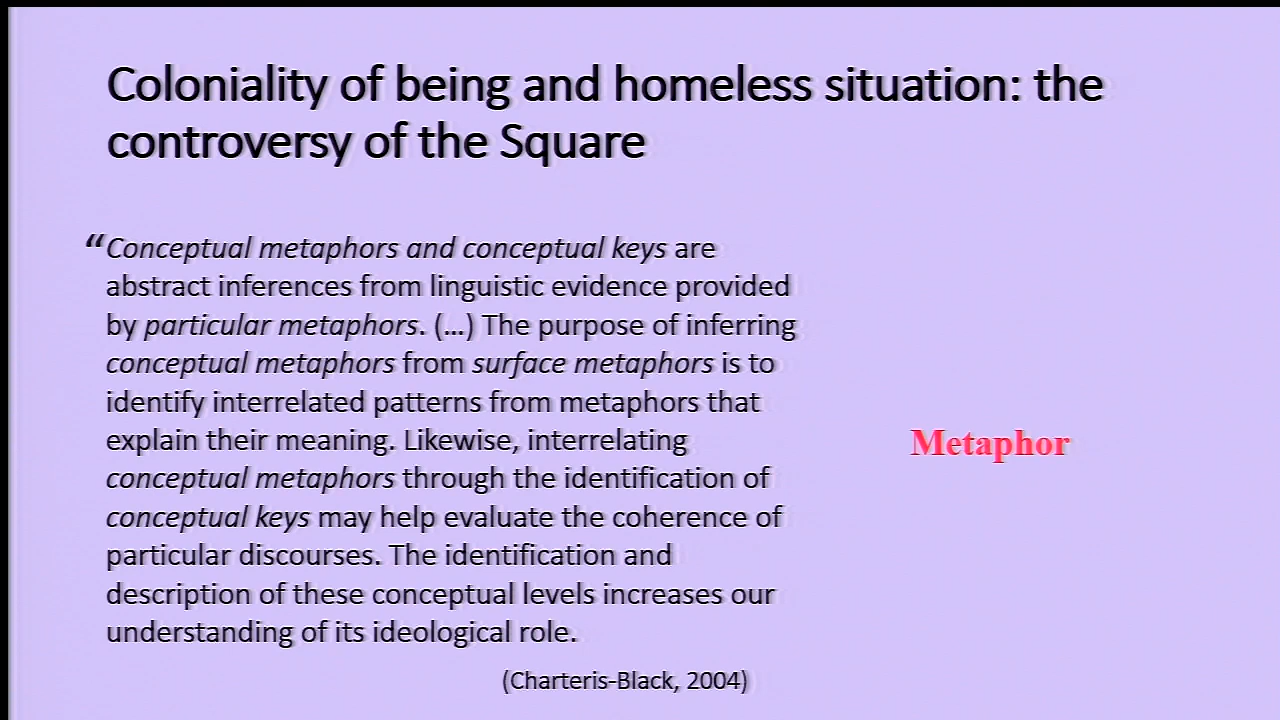 Coloniality of being and homeless situation: the
controversy of the Square
“Conceptual metaphors and conceptual keys are
abstract inferences from linguistic evidence provided
by particular metaphors. (...) The purpose of inferring
conceptual metaphors from surface metaphors is to
identify interrelated patterns from metaphors that
explain their meaning. Likewise, interrelating
conceptual metaphors through the identification of
conceptual keys may help evaluate the coherence of
particular discourses. The identification and
description of these conceptual levels increases our
understanding of its ideological role.
(Charteris-Black, 2004)
Metaphor